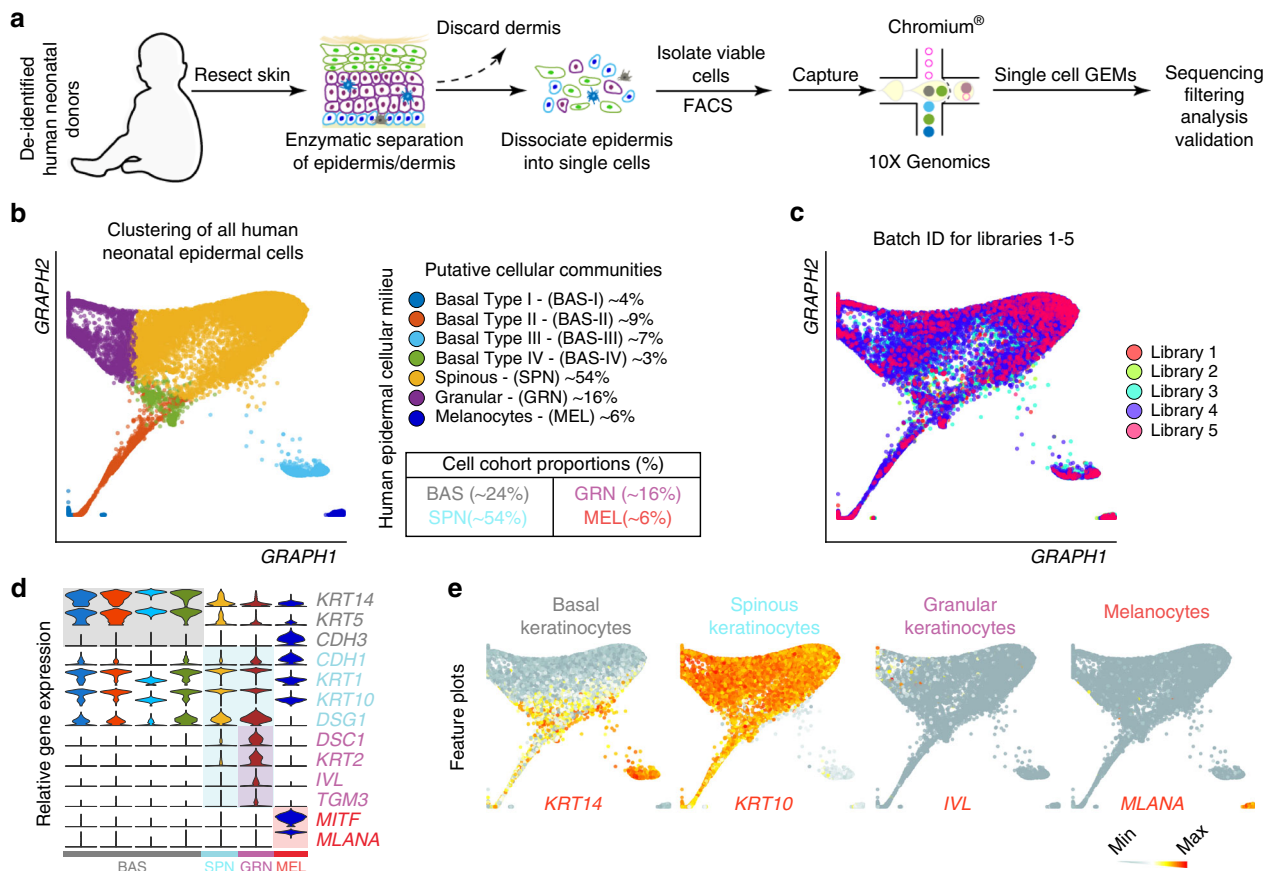 a
De-identified
human neonatal
donors
Resect skin
Enzymatic separation
of epidermis/dermis
Discard dermis
Dissociate epidermis
into single cells
Isolate viable
cells
FACS
Capture
Chromium®
10X Genomics
Single cell GEMs
Sequencing
filtering
analysis
validation
b
Clustering of all human
neonatal epidermal cells
GRAPH2
GRAPH1
Human epidermal cellular milieu
Putative cellular communities
Basal Type I - (BAS-I) ~4%
Basal Type II - (BAS-II) ~9%
Basal Type III - (BAS-III) ~7%
Basal Type IV - (BAS-IV) ~3%
Spinous - (SPN) ~54%
Granular - (GRN) ~16%
Melanocytes - (MEL) ~6%
Cell cohort proportions (%)
BAS (~24%) GRN (~16%)
SPN(~54%) MEL(~6%)
c
Batch ID for libraries 1-5
GRAPH2
GRAPH1
Library 1
Library 2
Library 3
Library 4
Library 5
d
Relative gene expression
KRT14
KRT5
CDH3
CDH1
KRT1
KRT10
DSG1
DSC1
KRT2
IVL
TGM3
MITF
MLANA
BAS SPN GRN MEL
e
Feature plots
Basal
keratinocytes
KRT14
Spinous
keratinocytes
KRT10
Granular
keratinocytes
IVL
Melanocytes
MLANA
Min Max